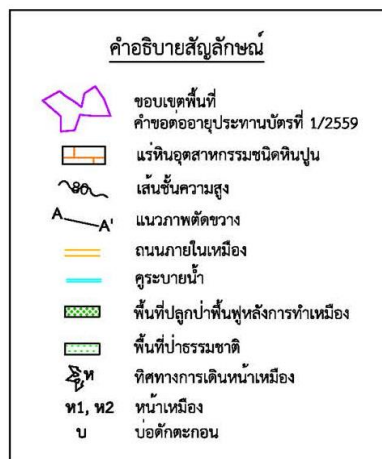 คำอธิบายสัญลักษณ์
ขอบเขตพื้นที่
คำขอต่ออายุประทานบัตรที่ 1/2559
แร่หินอุตสาหกรรมชนิดหินปูน
80 เส้นชั้นความสูง
A A' แนวภาพตัดขวาง
ถนนภายในเหมือง
คูระบายน้ำ
พื้นที่ปลูกป่าฟื้นฟูหลังการทำเหมือง
พื้นที่ป่าธรรมชาติ
ห ทิศทางการเดินหน้าเหมือง
ห1, ห2 หน้าเหมือง
บ บ่อดักตะกอน